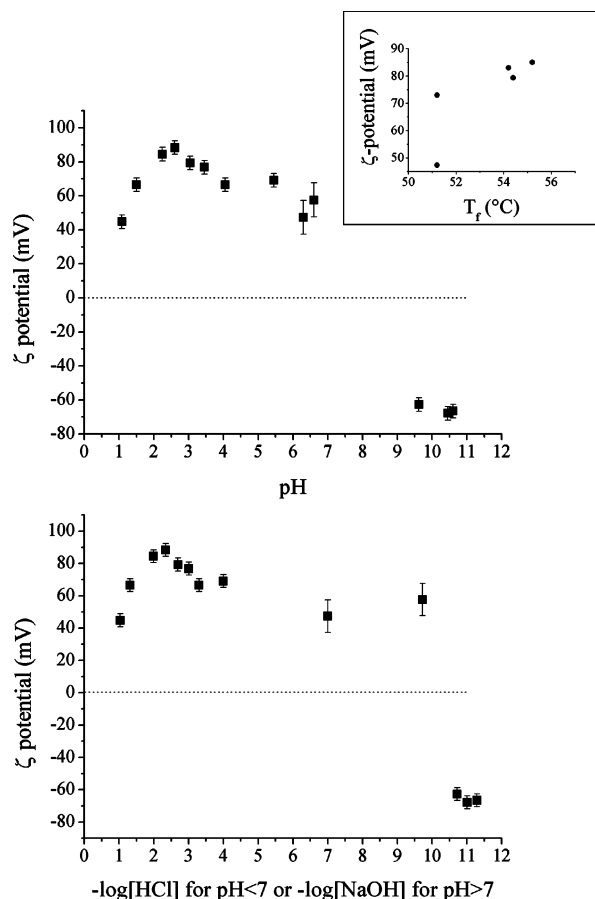 90
80
70
60
50
50 52 54 56
ζ-potential (mV)
T_f (°C)
100
80
60
40
20
0
-20
-40
-60
-80
0 1 2 3 4 5 6 7 8 9 10 11 12
ζ potential (mV)
pH
100
80
60
40
20
0
-20
-40
-60
-80
0 1 2 3 4 5 6 7 8 9 10 11 12
ζ potential (mV)
-log[HCl] for pH<7 or -log[NaOH] for pH>7